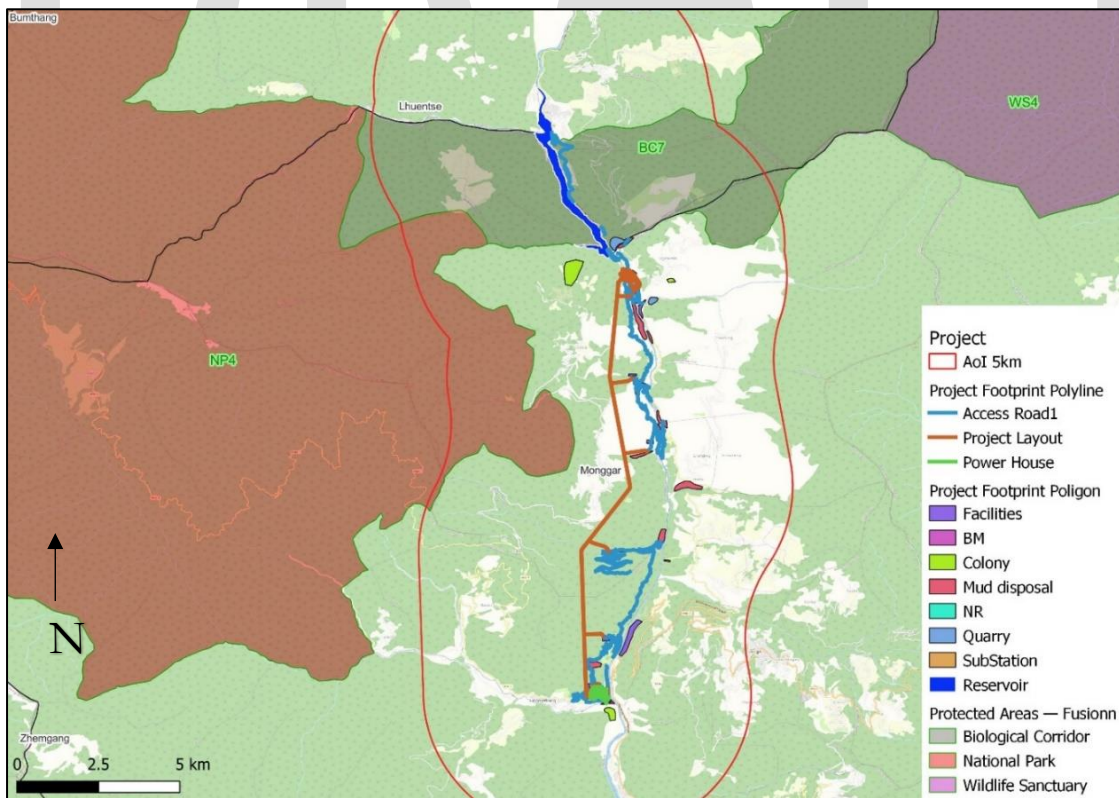 Bumthang
Lhuentse
WS4
BC7
NP4
Monggar
N
Zhemgang
0 2.5 5 km
Project
AoI 5km
Project Footprint Polyline
Access Road1
Project Layout
Power House
Project Footprint Poligon
Facilities
BM
Colony
Mud disposal
NR
Quarry
SubStation
Reservoir
Protected Areas — Fusionn
Biological Corridor
National Park
Wildlife Sanctuary